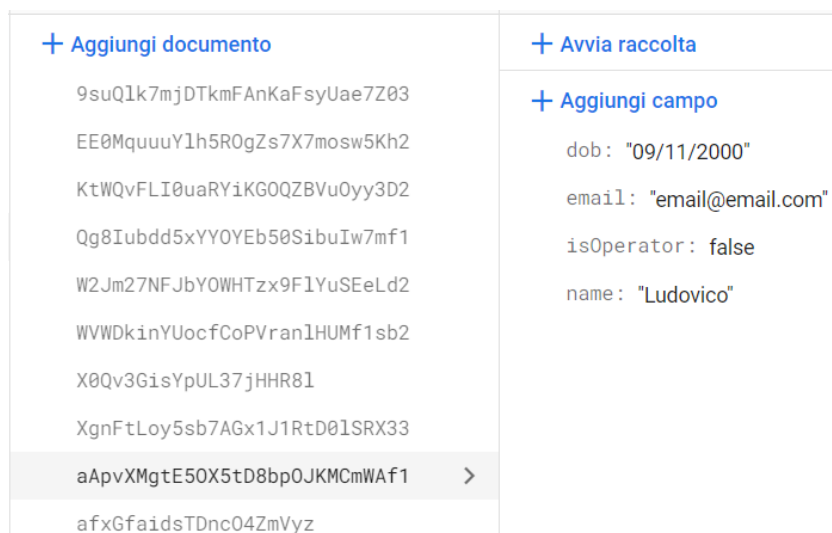 Aggiungi documento
9suQlk7mjDTkmFAnKaFsyUae7Z03
EE0MquuuYlh5ROgZs7X7mosw5Kh2
KtWQvFLI0uaRYiKGOQZBVuOyy3D2
Qg8Iubdd5xYYOYEb50SibuIw7mf1
W2Jm27NFJbYOWHTzx9FlYuSEeLd2
WVWDkinYUocfCoPVranlHUMf1sb2
X0Qv3GisYpUL37jHHR8l
XgnFtLoy5sb7AGx1J1RtD0lSRX33
aApvXMgtE5OX5tD8bpOJKMCmWAf1
afxGfaidsTDncO4ZmVyz
Avvia raccolta
Aggiungi campo
dob: "09/11/2000"
email: "email@email.com"
isOperator: false
name: "Ludovico"